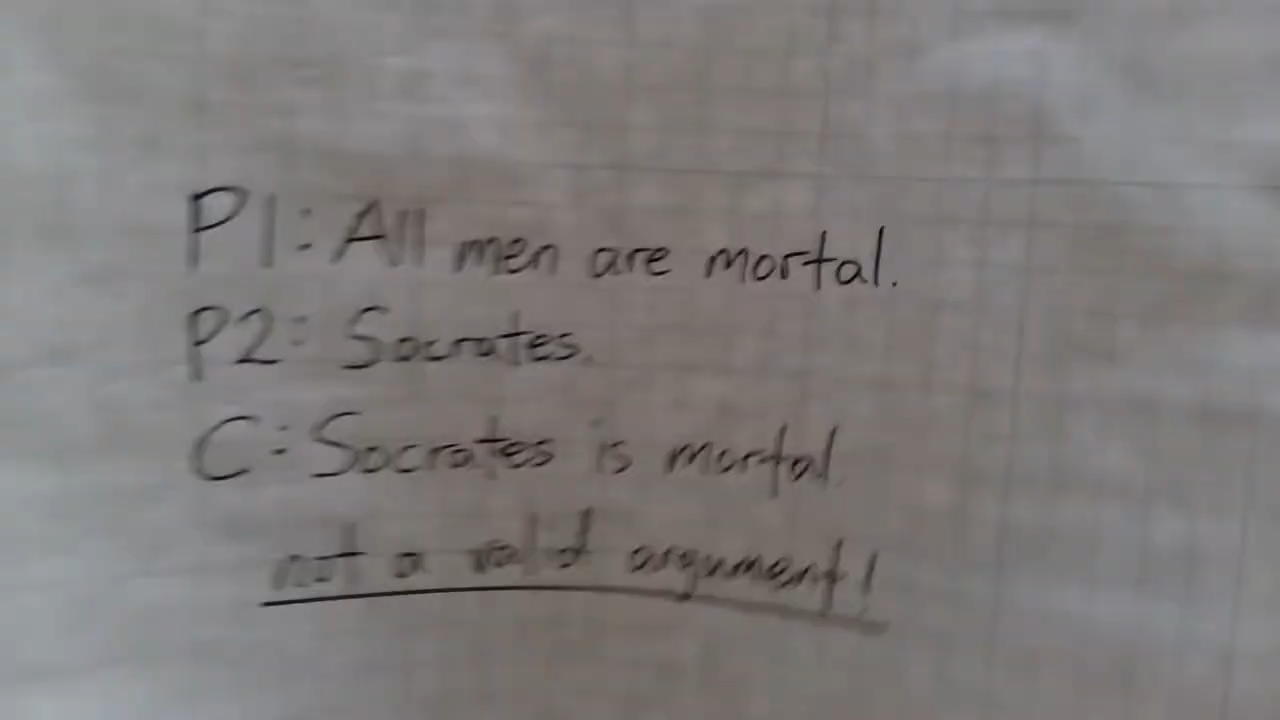 P1: All men are mortal.
P2: Socrates.
C: Socrates is mortal.
not a valid argument!